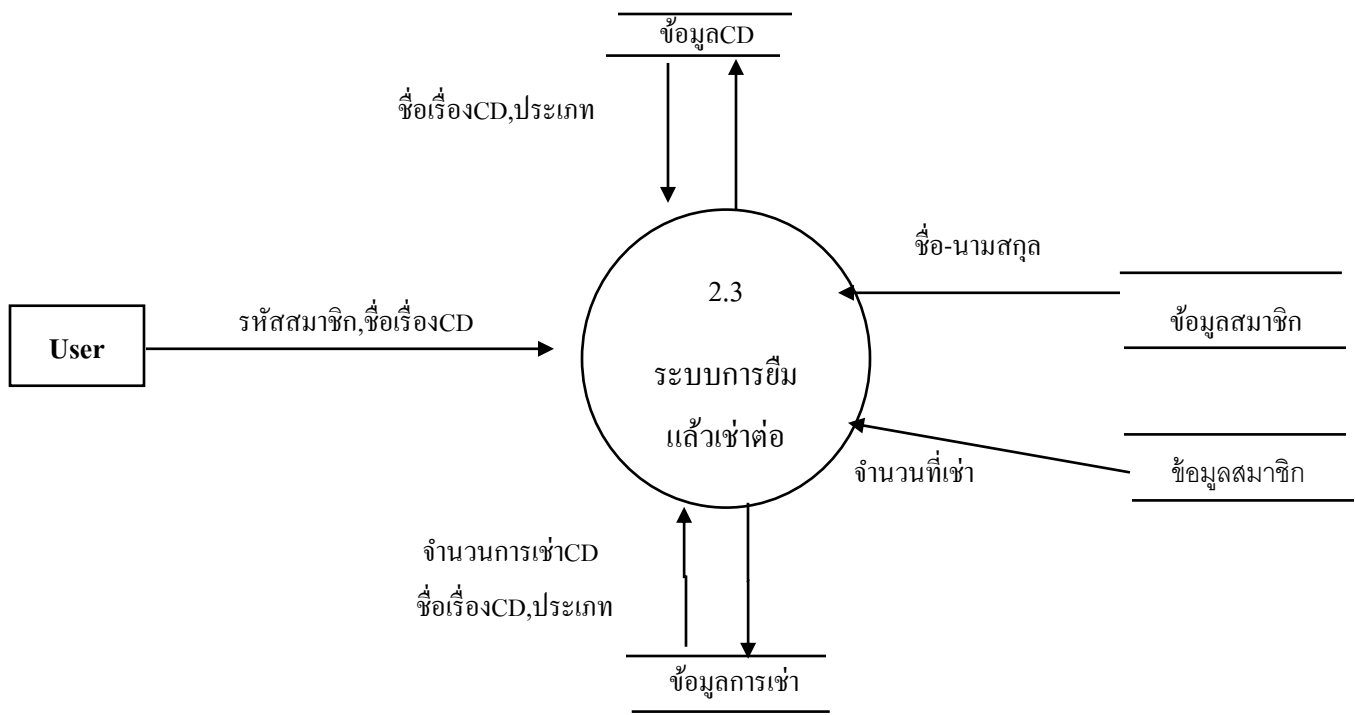 ข้อมูลCD
ชื่อเรื่องCD,ประเภท
ชื่อ-นามสกุล
2.3
รหัสสมาชิก,ชื่อเรื่องCD
ข้อมูลสมาชิก
User
ระบบการยืม
แล้วเช่าต่อ
จำนวนที่เช่า
ข้อมูลสมาชิก
จำนวนการเช่าCD
ชื่อเรื่องCD,ประเภท
ข้อมูลการเช่า